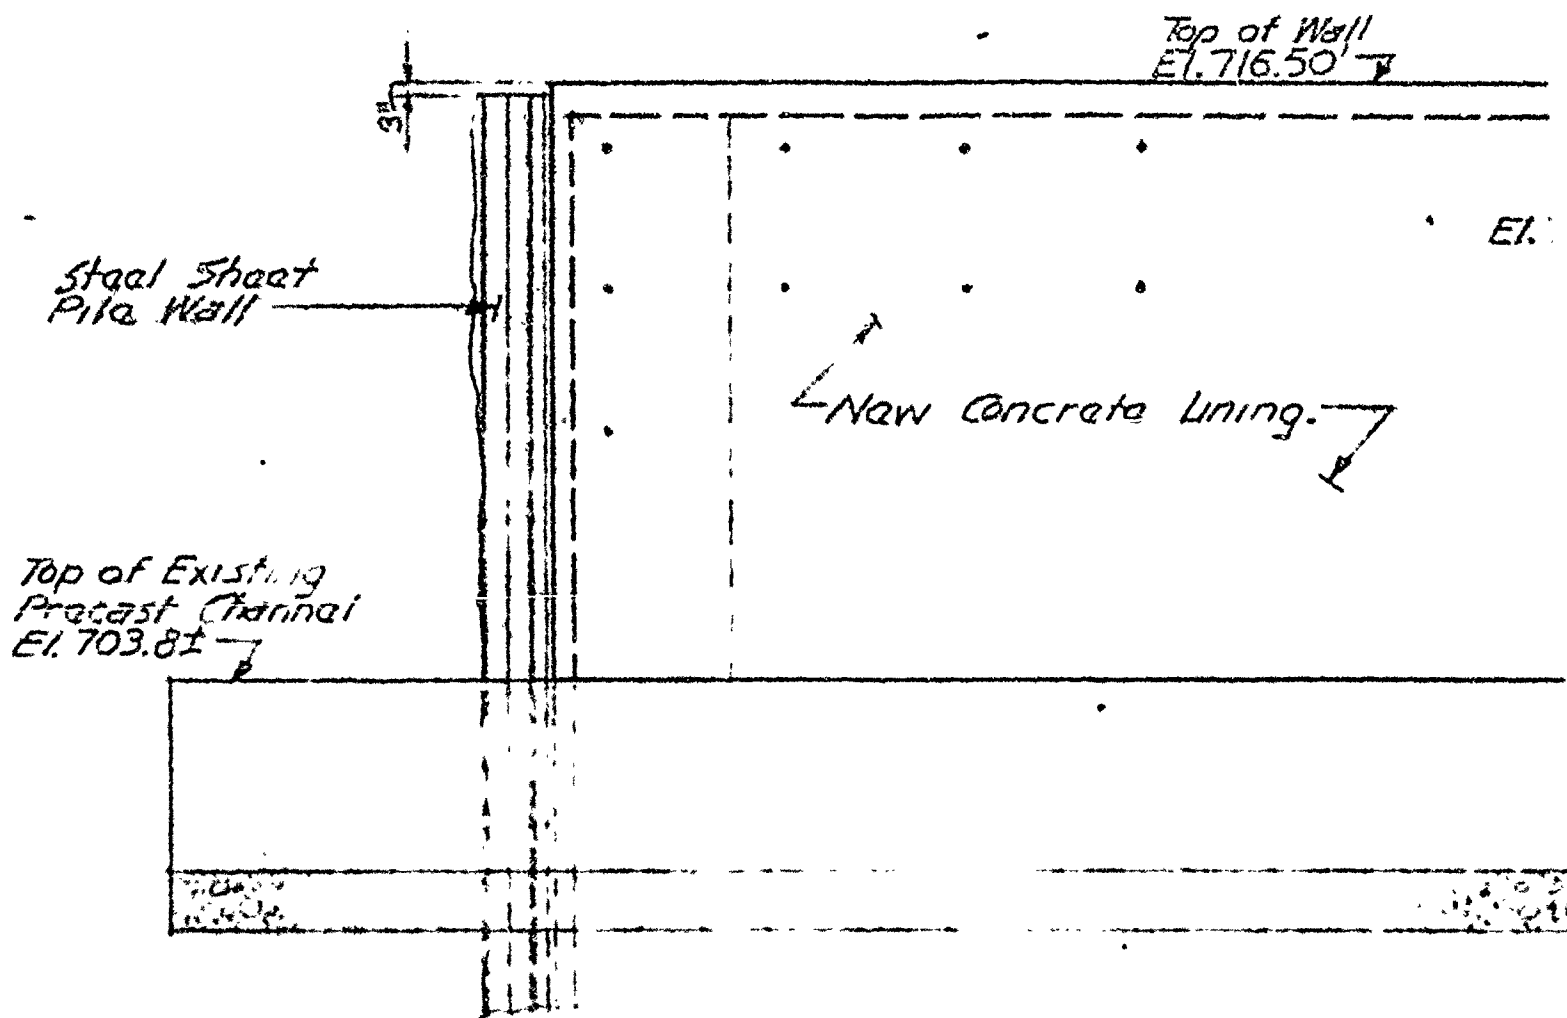 Top of Wall
El. 716.50'
3"
El.
Steel Sheet
Pile Wall
New Concrete Lining.
Top of Existing
Precast Channel
El. 703.8±